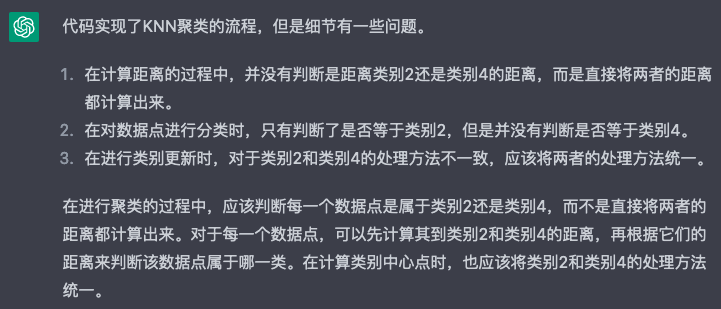 代码实现了KNN聚类的流程，但是细节有一些问题。
1. 在计算距离的过程中，并没有判断是距离类别2还是类别4的距离，而是直接将两者的距离
都计算出来。
2. 在对数据点进行分类时，只有判断了是否等于类别2，但是并没有判断是否等于类别4。
3. 在进行类别更新时，对于类别2和类别4的处理方法不一致，应该将两者的处理方法统一。
在进行聚类的过程中，应该判断每一个数据点是属于类别2还是类别4，而不是直接将两者的
距离都计算出来。对于每一个数据点，可以先计算其到类别2和类别4的距离，再根据它们的
距离来判断该数据点属于哪一类。在计算类别中心点时，也应该将类别2和类别4的处理方法
统一。